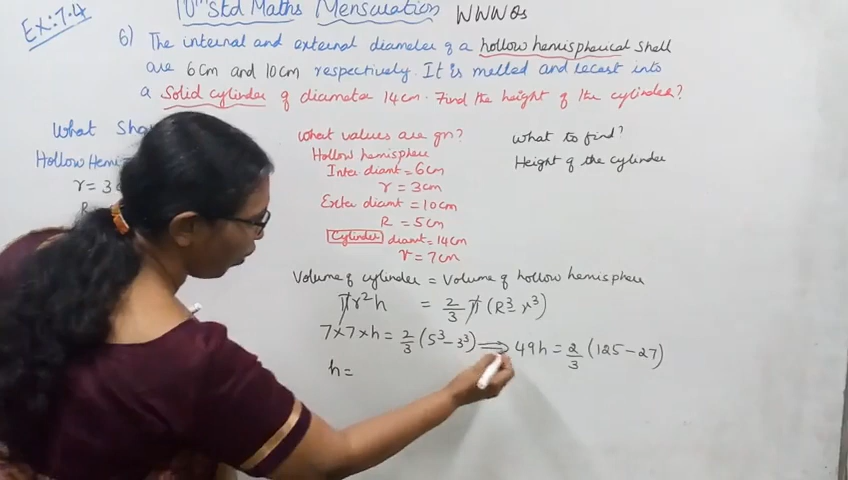 10th Std Maths Mensuration WWW Qs
Ex:7.4
6) The internal and external diameter of a hollow hemispherical shell
are 6cm and 10cm respectively. It is melted and recast into
a solid cylinder of diameter 14cm. Find the height of the cylinder?
What
Hollow Hemi
r = 3
What values are gn?
Hollow hemisphere
Inter diamt = 6cm
r = 3cm
Exter diamt = 10cm
R = 5cm
Cylinder diamt = 14cm
r = 7cm
What to find?
Height of the cylinder
Volume of cylinder = Volume of hollow hemisphere
πr²h = 2/3 π (R³ - r³)
7×7×h = 2/3 (5³ - 3³) ⟹ 49h = 2/3 (125 - 27)
h =